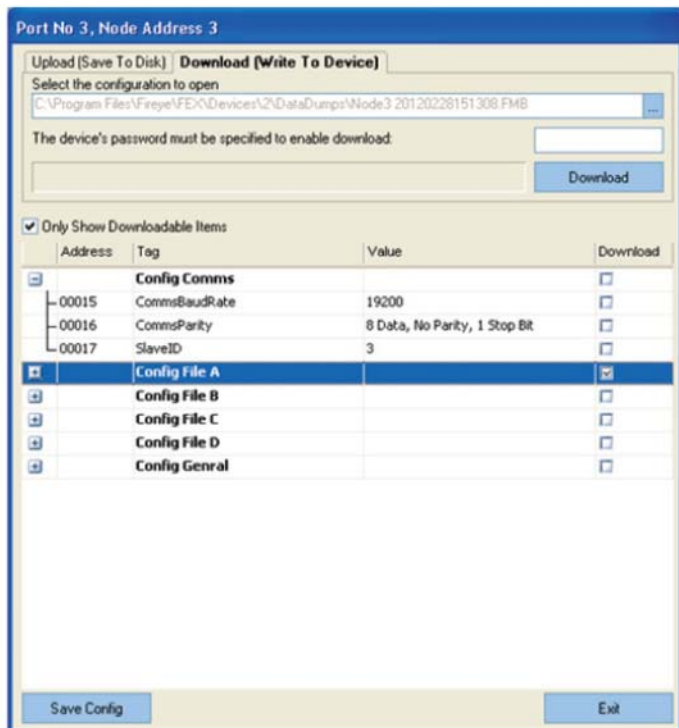 Port No 3, Node Address 3
Upload (Save To Disk) Download (Write To Device)
Select the configuration to open
C:\Program Files\Fireye\FEX\Devices\2\DataDumps\Node3 20120228151308.FMB ...
The device's password must be specified to enable download:
Download
Only Show Downloadable Items
Address Tag Value Download
Config Comms
00015 CommsBaudRate 19200
00016 CommsParity 8 Data, No Parity, 1 Stop Bit
00017 SlaveID 3
Config File A
Config File B
Config File C
Config File D
Config Genral
Save Config Exit